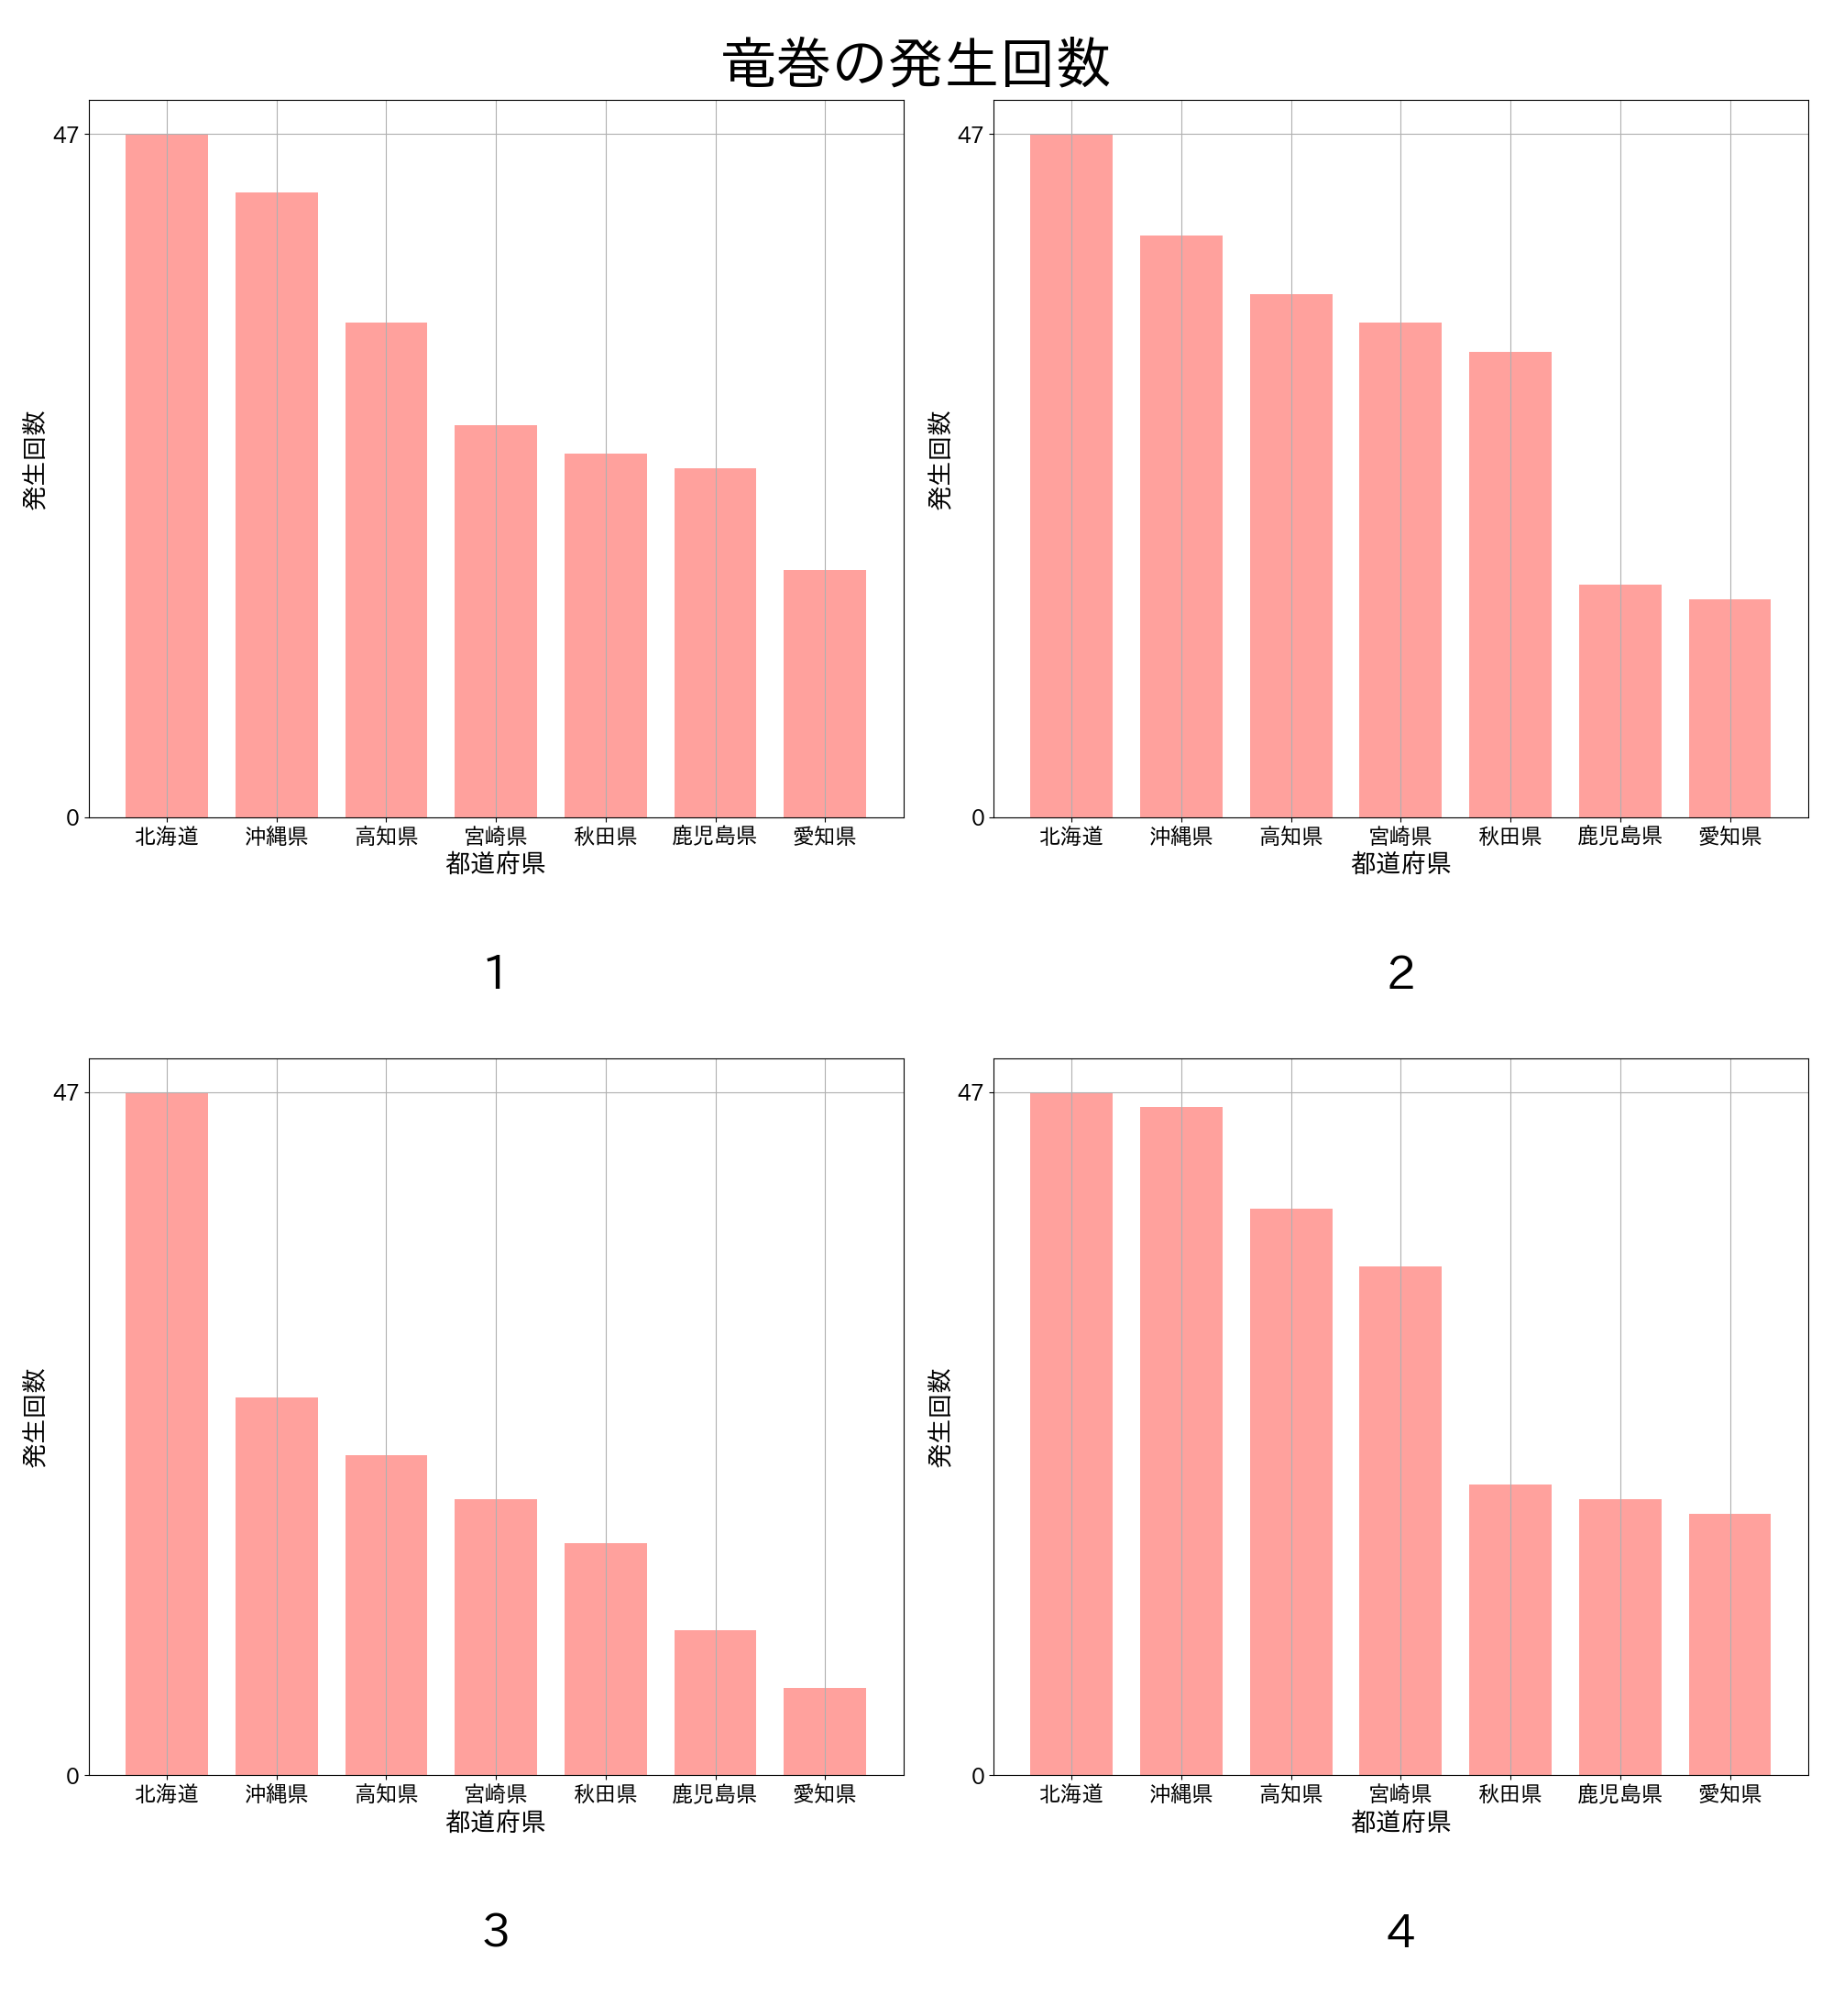 竜巻の発生回数
47
0
発生回数
北海道 沖縄県 高知県 宮崎県 秋田県 鹿児島県 愛知県
都道府県
1
47
0
発生回数
北海道 沖縄県 高知県 宮崎県 秋田県 鹿児島県 愛知県
都道府県
2
47
0
発生回数
北海道 沖縄県 高知県 宮崎県 秋田県 鹿児島県 愛知県
都道府県
3
47
0
発生回数
北海道 沖縄県 高知県 宮崎県 秋田県 鹿児島県 愛知県
都道府県
4